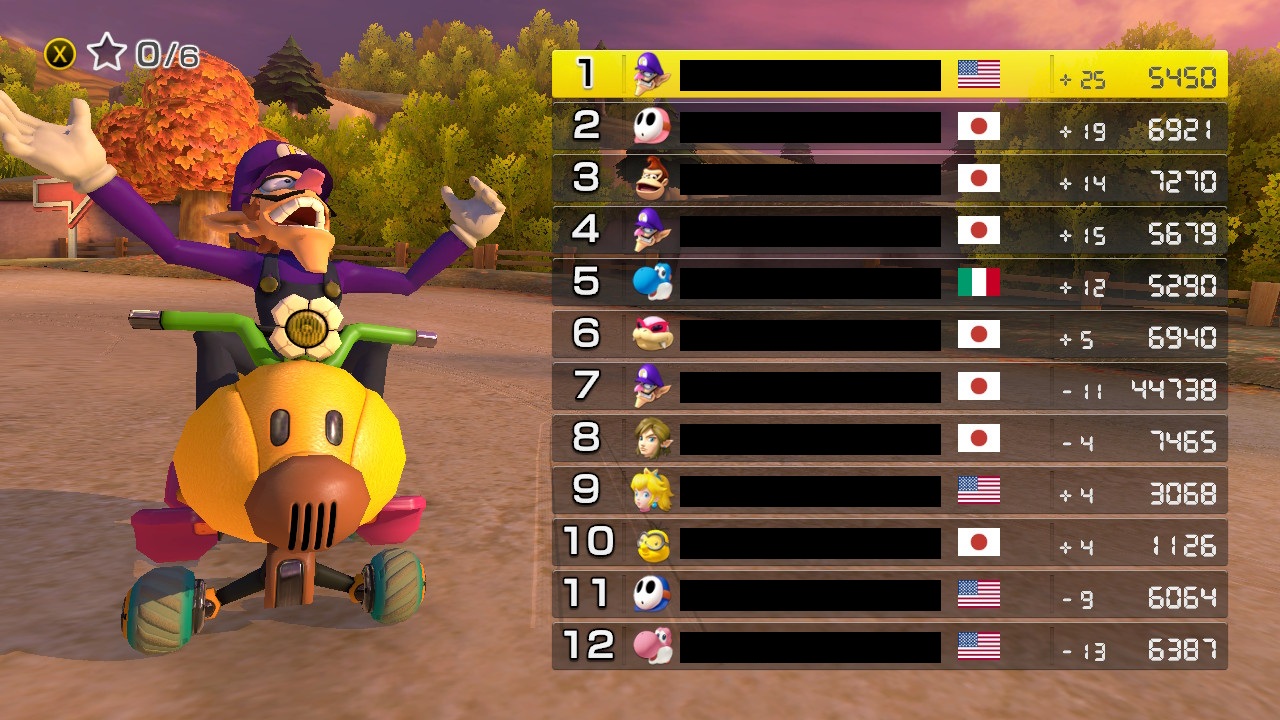 X 0/6
1 + 25 5450
2 + 19 6921
3 + 14 7270
4 + 15 5679
5 + 12 5290
6 + 5 6940
7 - 11 44738
8 - 4 7465
9 + 4 3068
10 + 4 1126
11 - 9 6064
12 - 13 6387